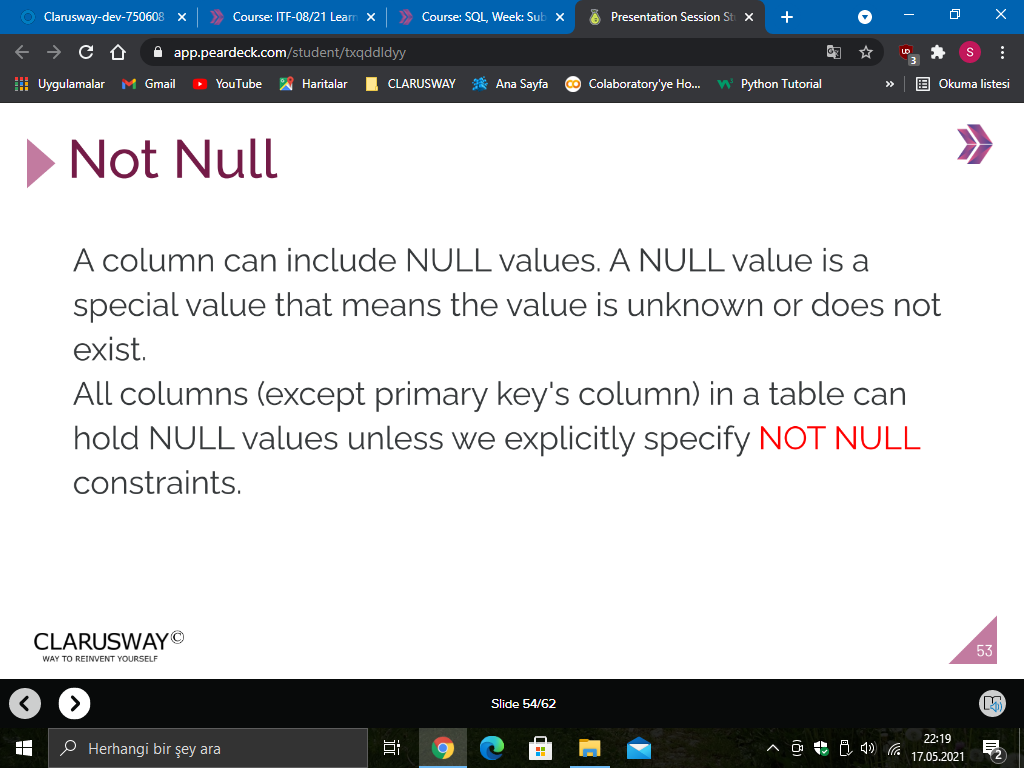 Clarusway-dev-750608
Course: ITF-08/21 Learn
Course: SQL, Week: Sub
Presentation Session St
app.peardeck.com/student/txqddldyy
UD
3
S
Uygulamalar
Gmail
YouTube
Haritalar
CLARUSWAY
Ana Sayfa
Colaboratory'ye Ho...
Python Tutorial
»
Okuma listesi
Not Null
A column can include NULL values. A NULL value is a
special value that means the value is unknown or does not
exist.
All columns (except primary key's column) in a table can
hold NULL values unless we explicitly specify NOT NULL
constraints.
CLARUSWAY©
WAY TO REINVENT YOURSELF
53
Slide 54/62
Herhangi bir şey ara
22:19
17.05.2021
2